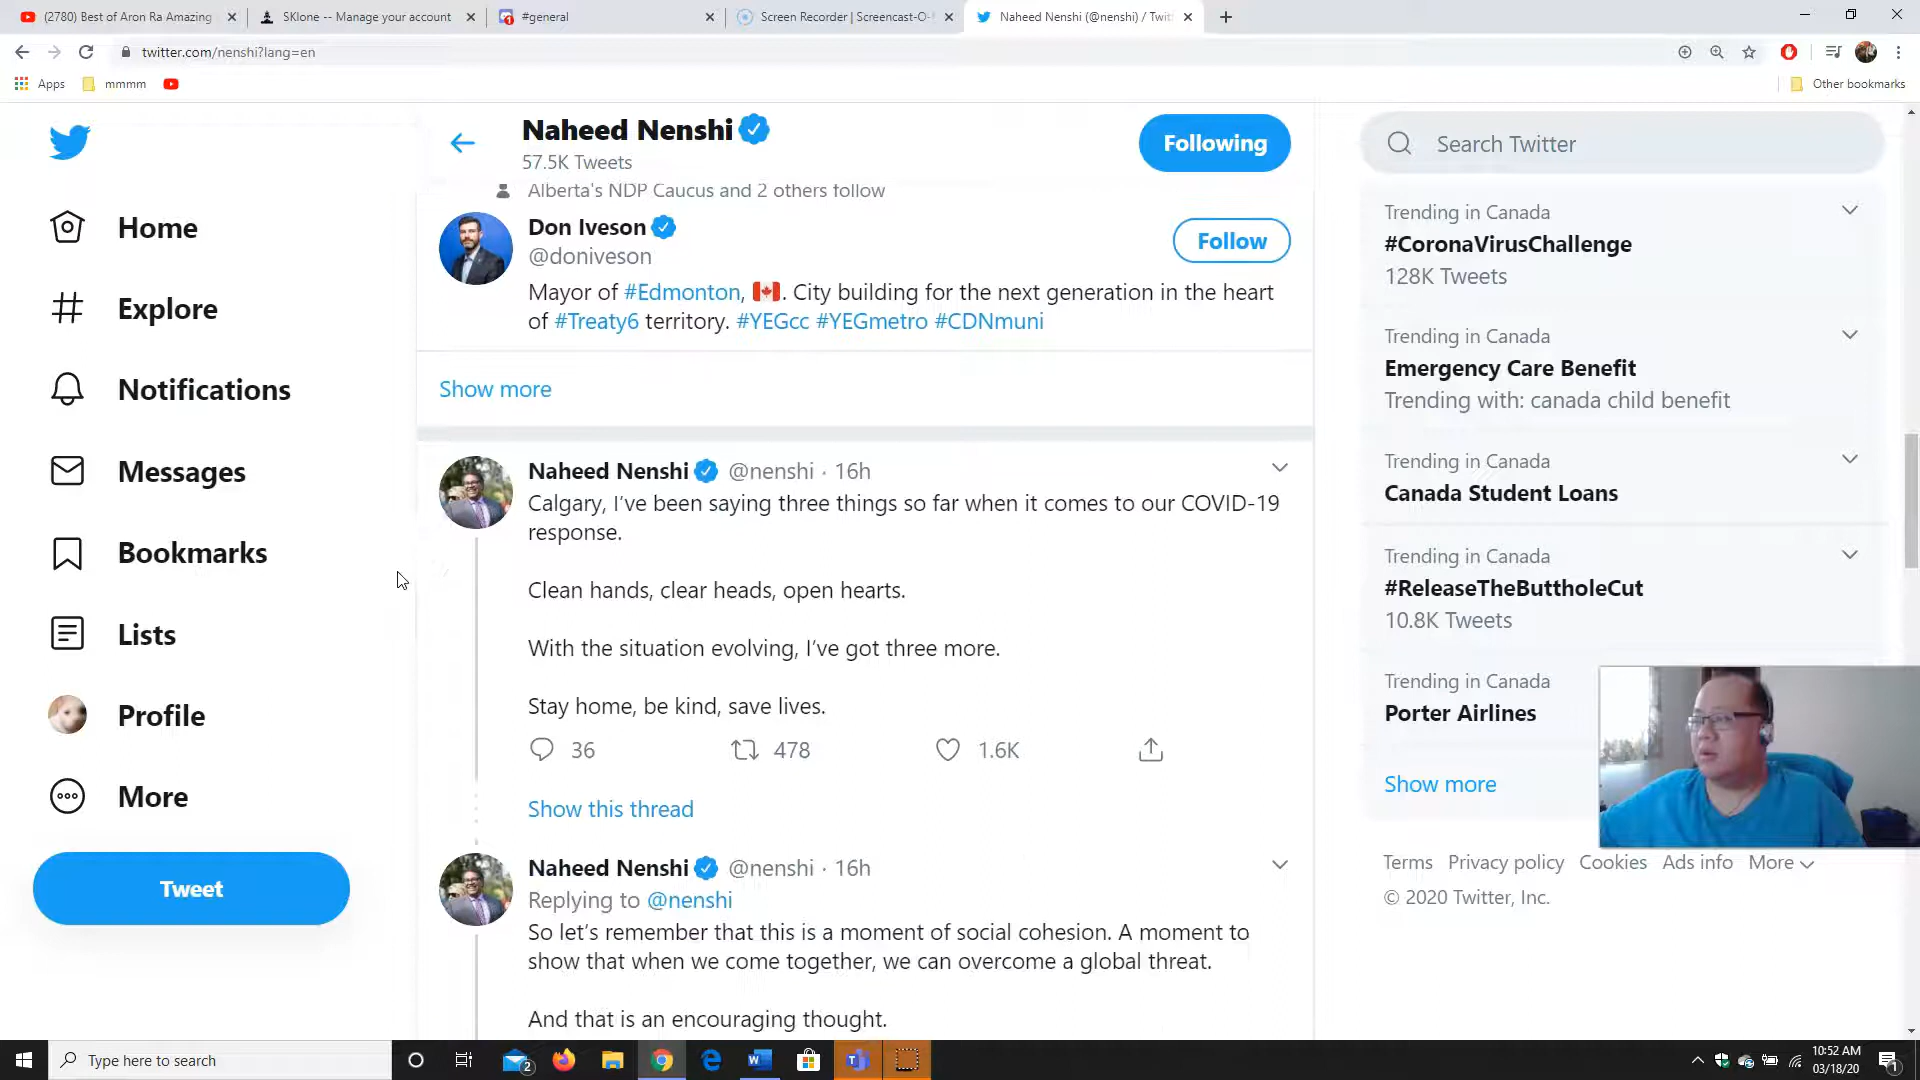 (2780) Best of Aron Ra Amazing
SKlone -- Manage your account
#general
Screen Recorder | Screencast-O-
Naheed Nenshi (@nenshi) / Twit
twitter.com/nenshi?lang=en
Apps
mmmm
Other bookmarks
Home
Explore
Notifications
Messages
Bookmarks
Lists
Profile
More
Tweet
Naheed Nenshi
57.5K Tweets
Following
Alberta's NDP Caucus and 2 others follow
Don Iveson
@doniveson
Follow
Mayor of #Edmonton, 🇨🇦. City building for the next generation in the heart
of #Treaty6 territory. #YEGcc #YEGmetro #CDNmuni
Show more
Naheed Nenshi @nenshi · 16h
Calgary, I've been saying three things so far when it comes to our COVID-19
response.
Clean hands, clear heads, open hearts.
With the situation evolving, I've got three more.
Stay home, be kind, save lives.
36 478 1.6K
Show this thread
Naheed Nenshi @nenshi · 16h
Replying to @nenshi
So let's remember that this is a moment of social cohesion. A moment to
show that when we come together, we can overcome a global threat.
And that is an encouraging thought.
Search Twitter
Trending in Canada
#CoronaVirusChallenge
128K Tweets
Trending in Canada
Emergency Care Benefit
Trending with: canada child benefit
Trending in Canada
Canada Student Loans
Trending in Canada
#ReleaseTheButtholeCut
10.8K Tweets
Trending in Canada
Porter Airlines
Show more
Terms Privacy policy Cookies Ads info More
© 2020 Twitter, Inc.
Type here to search
2
10:52 AM
03/18/20
1